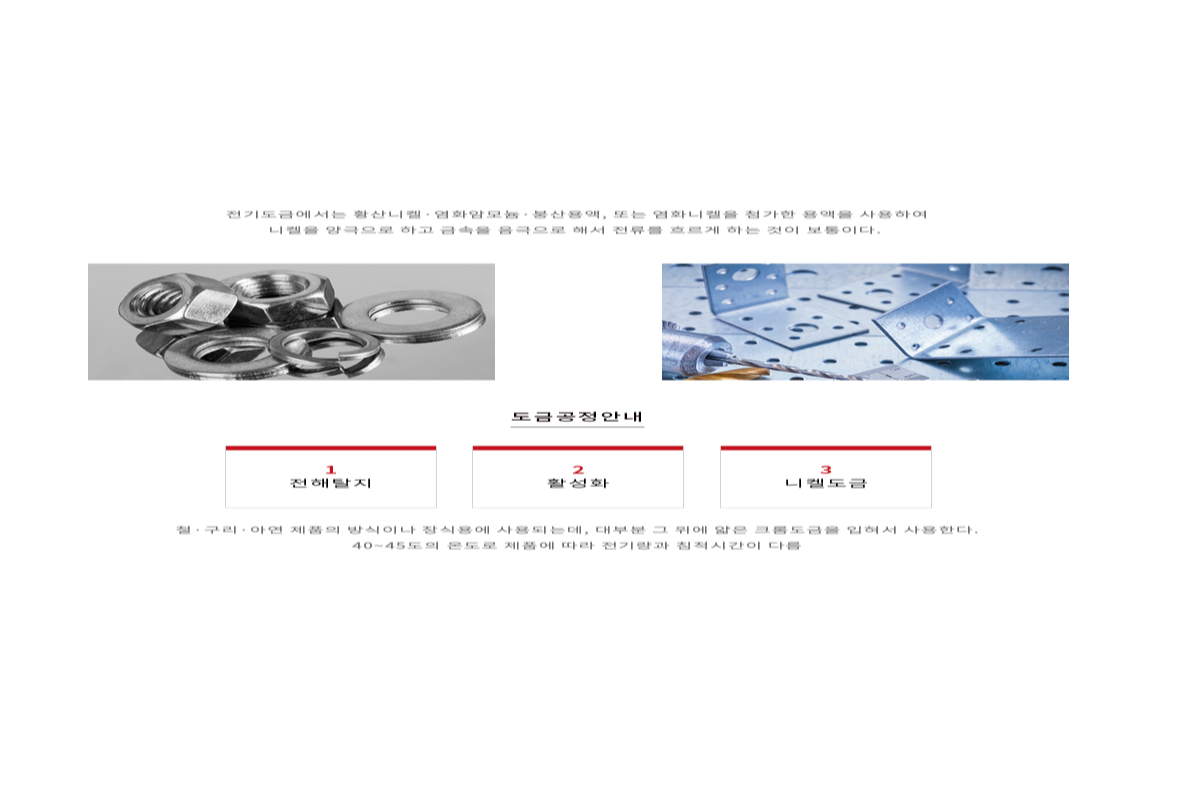 전기도금에서는 황산니켈·염화암모늄·붕산용액, 또는 염화니켈을 첨가한 용액을 사용하여
니켈을 양극으로 하고 금속을 음극으로 해서 전류를 흐르게 하는 것이 보통이다.
도금공정안내
1
전해탈지
2
활성화
3
니켈도금
철·구리·아연 제품의 방식이나 장식용에 사용되는데, 대부분 그 위에 얇은 크롬도금을 입혀서 사용한다.
40~45도의 온도로 제품에 따라 전기량과 침적시간이 다름